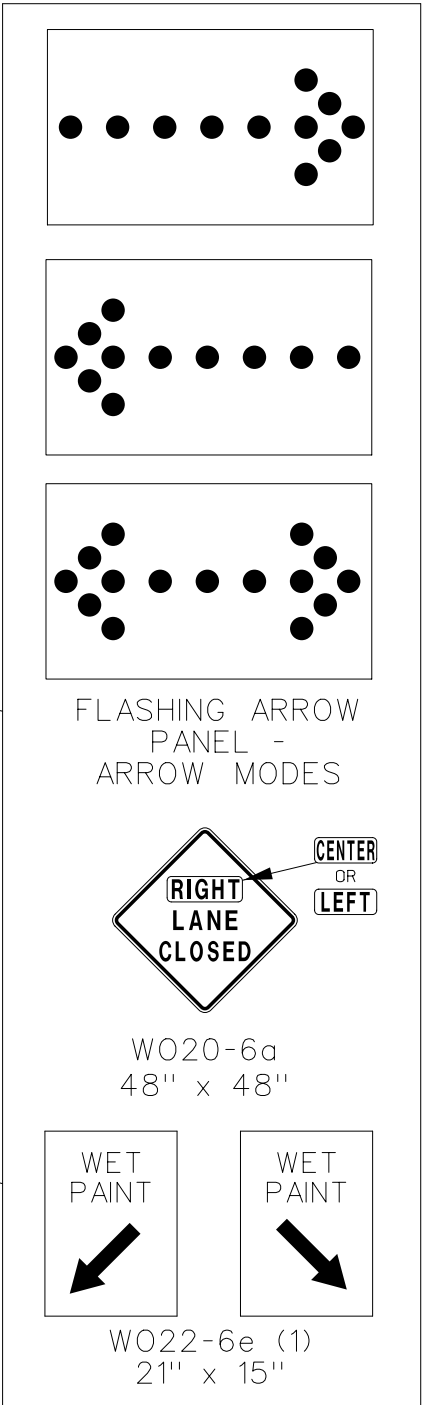 FLASHING ARROW
PANEL -
ARROW MODES
RIGHT
LANE
CLOSED
CENTER
OR
LEFT
WO20-6a
48" x 48"
WET
PAINT
WET
PAINT
WO22-6e (1)
21" x 15"